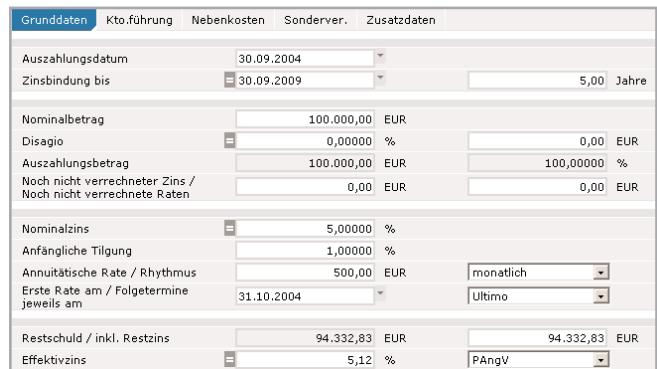 Grunddaten Kto.führung Nebenkosten Sonderver. Zusatzdaten
Auszahlungsdatum 30.09.2004
Zinsbindung bis = 30.09.2009 5,00 Jahre
Nominalbetrag 100.000,00 EUR
Disagio = 0,00000 % 0,00 EUR
Auszahlungsbetrag 100.000,00 EUR 100,00000 %
Noch nicht verrechneter Zins /
Noch nicht verrechnete Raten 0,00 EUR 0,00 EUR
Nominalzins = 5,00000 %
Anfängliche Tilgung 1,00000 %
Annuitätische Rate / Rhythmus 500,00 EUR monatlich
Erste Rate am / Folgetermine
jeweils am 31.10.2004 Ultimo
Restschuld / inkl. Restzins 94.332,83 EUR 94.332,83 EUR
Effektivzins = 5,12 % PAngV